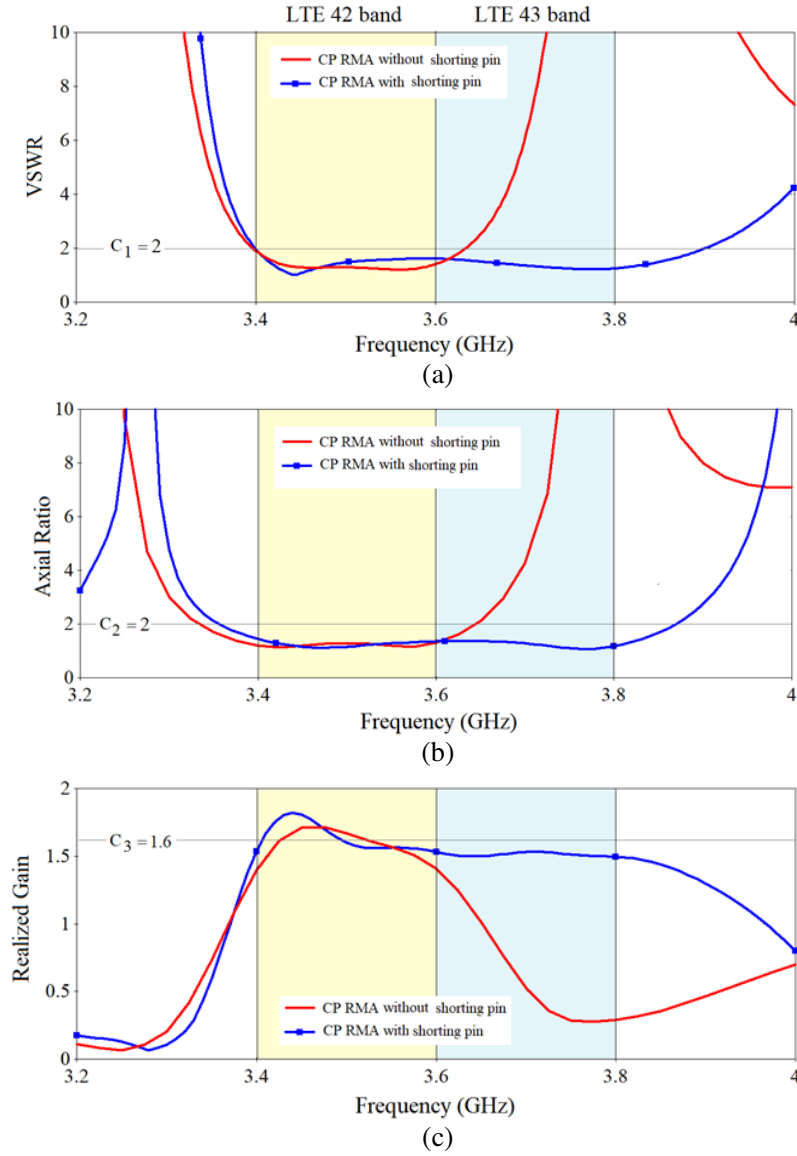 LTE 42 band LTE 43 band
10
8
6
4
2
0
VSWR
CP RMA without shorting pin
CP RMA with shorting pin
C1 = 2
3.2 3.4 3.6 3.8 4
Frequency (GHz)
(a)
10
8
6
4
2
0
Axial Ratio
CP RMA without shorting pin
CP RMA with shorting pin
C2 = 2
3.2 3.4 3.6 3.8 4
Frequency (GHz)
(b)
2
1.5
1
0.5
0
Realized Gain
C3 = 1.6
CP RMA without shorting pin
CP RMA with shorting pin
3.2 3.4 3.6 3.8 4
Frequency (GHz)
(c)